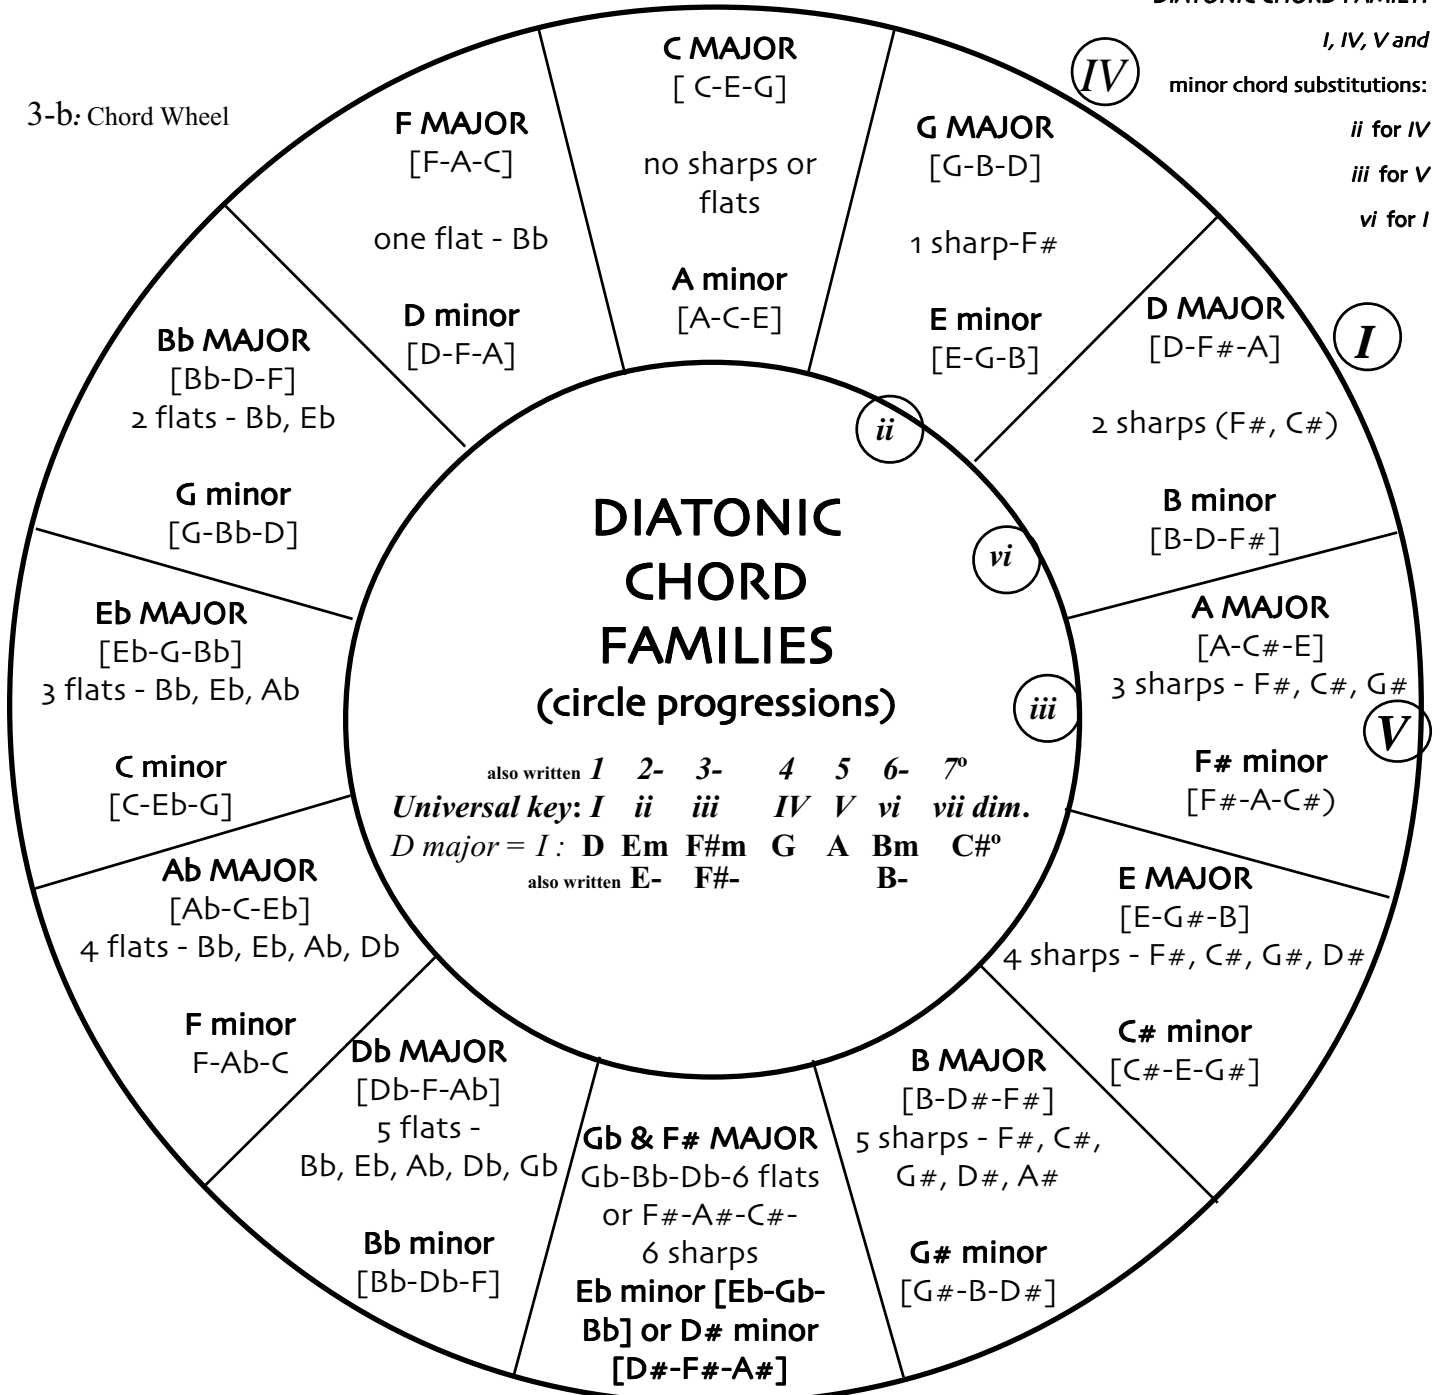 DIATONIC CHORD FAMILY:
I, IV, V and
minor chord substitutions:
ii for IV
iii for V
vi for I
3-b: Chord Wheel
C MAJOR
[ C-E-G]
no sharps or
flats
A minor
[A-C-E]
IV
G MAJOR
[G-B-D]
1 sharp-F#
E minor
[E-G-B]
I
D MAJOR
[D-F#-A]
2 sharps (F#, C#)
B minor
[B-D-F#]
V
A MAJOR
[A-C#-E]
3 sharps - F#, C#, G#
F# minor
[F#-A-C#)
E MAJOR
[E-G#-B]
4 sharps - F#, C#, G#, D#
C# minor
[C#-E-G#]
B MAJOR
[B-D#-F#]
5 sharps - F#, C#,
G#, D#, A#
G# minor
[G#-B-D#]
Gb & F# MAJOR
Gb-Bb-Db-6 flats
or F#-A#-C#-
6 sharps
Eb minor [Eb-Gb-
Bb] or D# minor
[D#-F#-A#]
Db MAJOR
[Db-F-Ab]
5 flats -
Bb, Eb, Ab, Db, Gb
Bb minor
[Bb-Db-F]
Ab MAJOR
[Ab-C-Eb]
4 flats - Bb, Eb, Ab, Db
F minor
F-Ab-C
Eb MAJOR
[Eb-G-Bb]
3 flats - Bb, Eb, Ab
C minor
[C-Eb-G]
Bb MAJOR
[Bb-D-F]
2 flats - Bb, Eb
G minor
[G-Bb-D]
F MAJOR
[F-A-C]
one flat - Bb
D minor
[D-F-A]
ii
vi
iii
DIATONIC
CHORD
FAMILIES
(circle progressions)
also written 1 2- 3- 4 5 6- 7º
Universal key: I ii iii IV V vi vii dim.
D major = I : D Em F#m G A Bm C#º
also written E- F#- B-